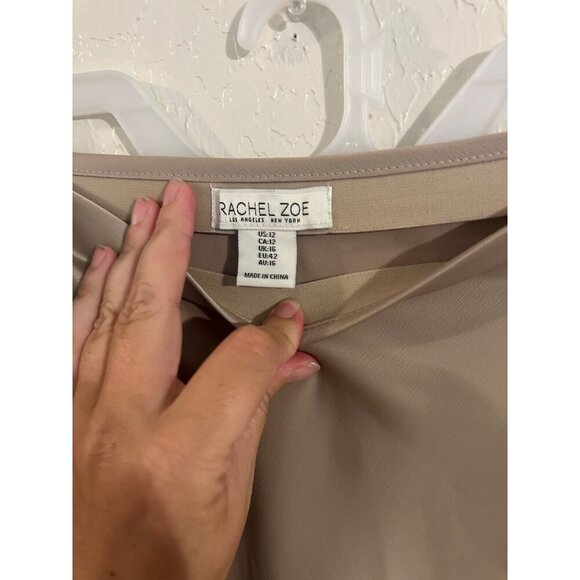 RACHEL ZOE
LOS ANGELES NEW YORK
US:12
CA:12
UK:16
EU:42
AU:16
MADE IN CHINA